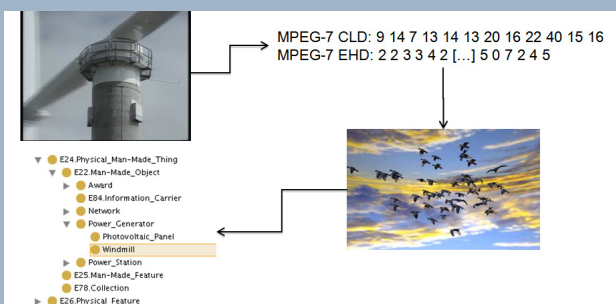 MPEG-7 CLD: 9 14 7 13 14 13 20 16 22 40 15 16
MPEG-7 EHD: 2 2 3 3 4 2 [...] 5 0 7 2 4 5
E24.Physical_Man-Made_Thing
E22.Man-Made_Object
Award
E84.Information_Carrier
Network
Power_Generator
Photovoltaic_Panel
Windmill
Power_Station
E25.Man-Made_Feature
E78.Collection
E26.Physical_Feature